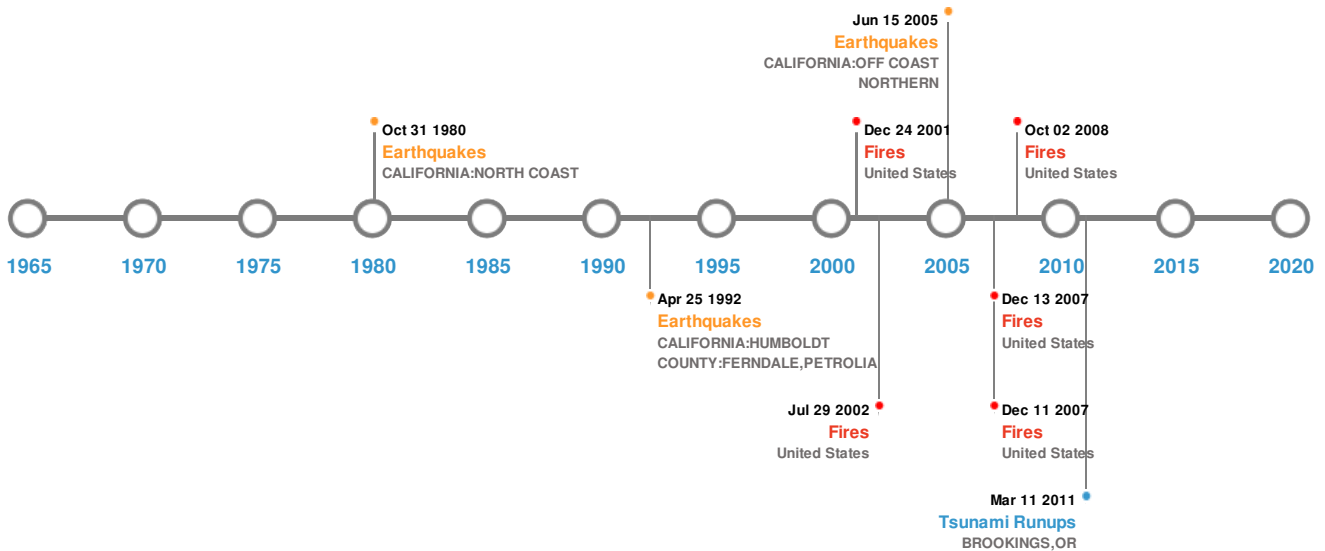 Jun 15 2005
Earthquakes
CALIFORNIA:OFF COAST
NORTHERN
Oct 31 1980
Earthquakes
CALIFORNIA:NORTH COAST
Dec 24 2001
Fires
United States
Oct 02 2008
Fires
United States
1965 1970 1975 1980 1985 1990 1995 2000 2005 2010 2015 2020
Apr 25 1992
Earthquakes
CALIFORNIA:HUMBOLDT
COUNTY:FERNDALE,PETROLIA
Dec 13 2007
Fires
United States
Jul 29 2002
Fires
United States
Dec 11 2007
Fires
United States
Mar 11 2011
Tsunami Runups
BROOKINGS,OR